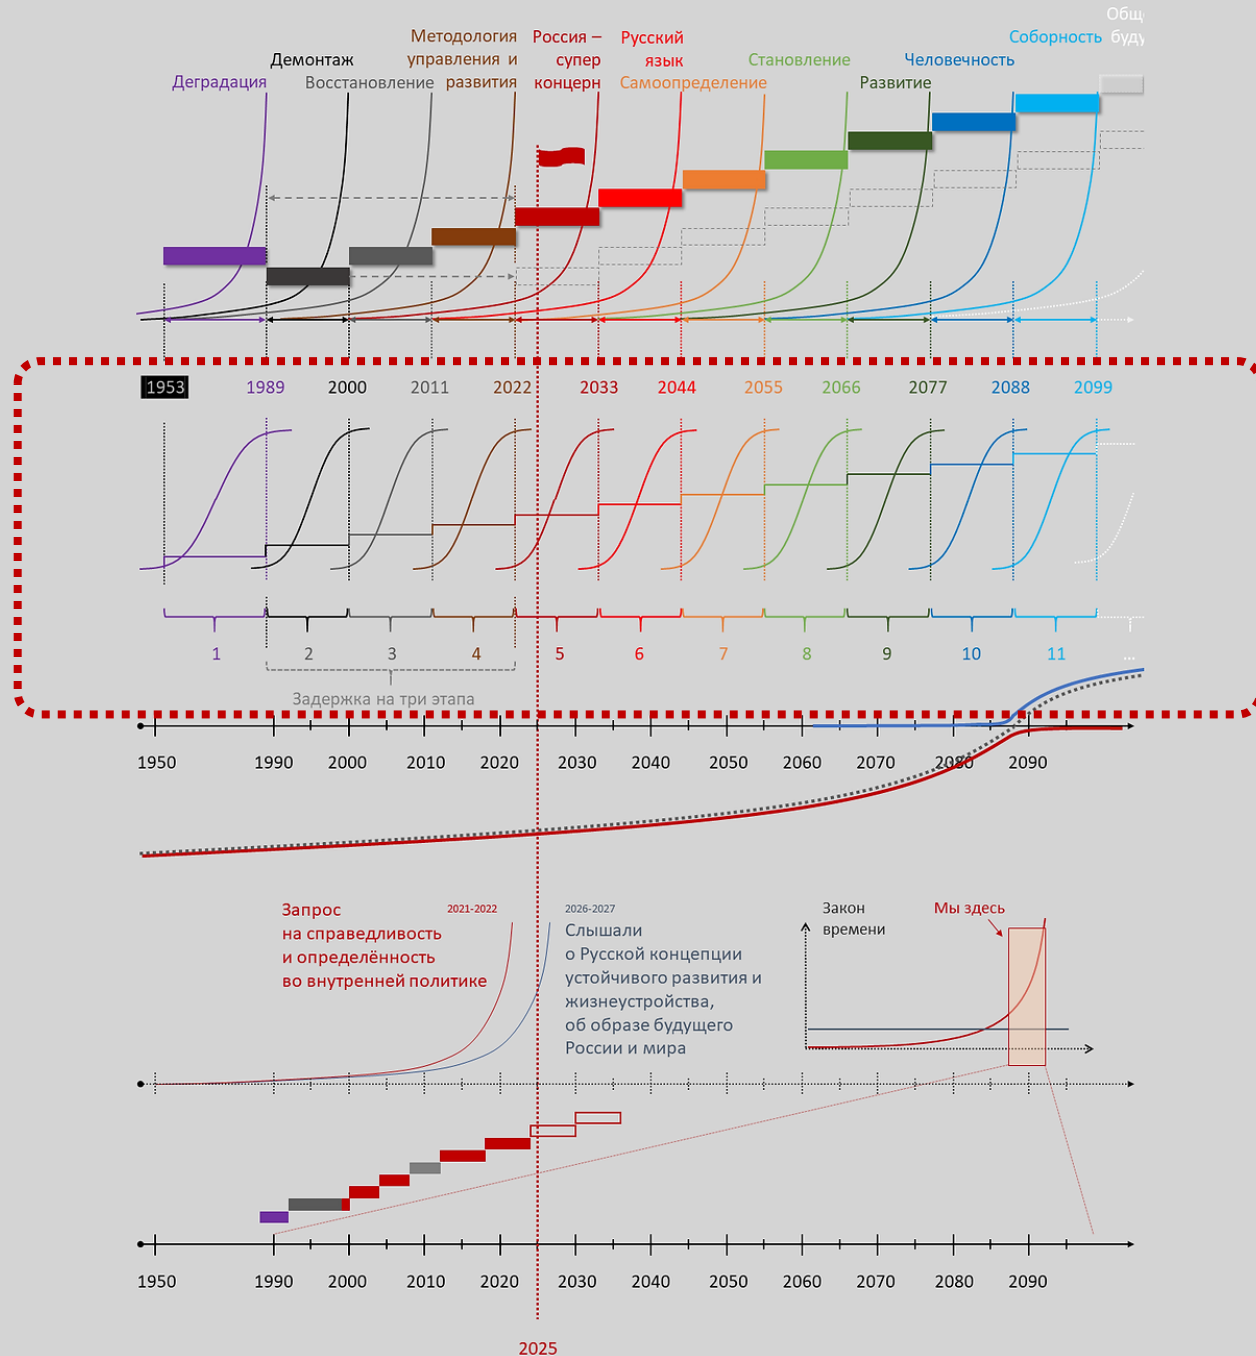 Общ
Методология
Россия –
Русский
Соборность
буду
Демонтаж
управления и
супер
язык
Становление
Человечность
Деградация
Восстановление
развития
концерн
Самоопределение
Развитие
1953
1989
2000
2011
2022
2033
2044
2055
2066
2077
2088
2099
1
2
3
4
5
6
7
8
9
10
11
...
Задержка на три этапа
1950
1990
2000
2010
2020
2030
2040
2050
2060
2070
2080
2090
Запрос
на справедливость
и определённость
во внутренней политике
2021-2022
2026-2027
Слышали
о Русской концепции
устойчивого развития и
жизнеустройства,
об образе будущего
России и мира
Закон
времени
Мы здесь
1950
1990
2000
2010
2020
2030
2040
2050
2060
2070
2080
2090
2025